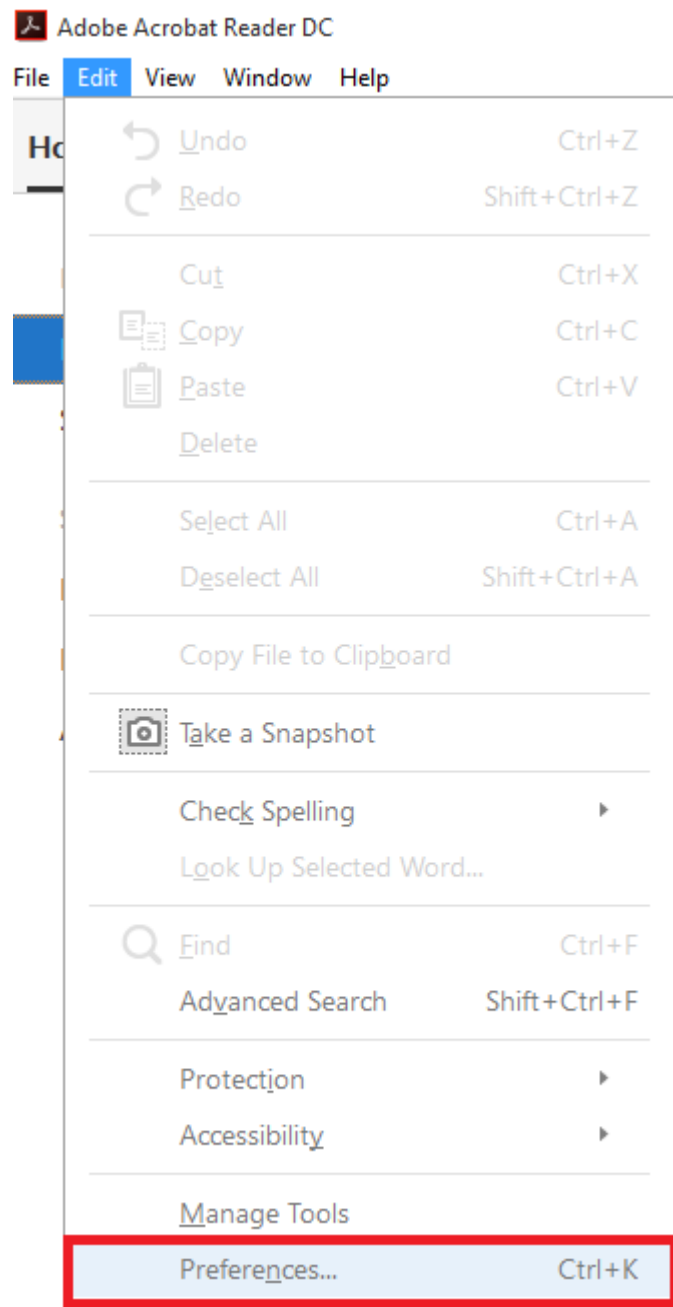 Adobe Acrobat Reader DC
File Edit View Window Help
Ho
Undo Ctrl+Z
Redo Shift+Ctrl+Z
Cut Ctrl+X
Copy Ctrl+C
Paste Ctrl+V
Delete
Select All Ctrl+A
Deselect All Shift+Ctrl+A
Copy File to Clipboard
Take a Snapshot
Check Spelling
Look Up Selected Word...
Find Ctrl+F
Advanced Search Shift+Ctrl+F
Protection
Accessibility
Manage Tools
Preferences... Ctrl+K